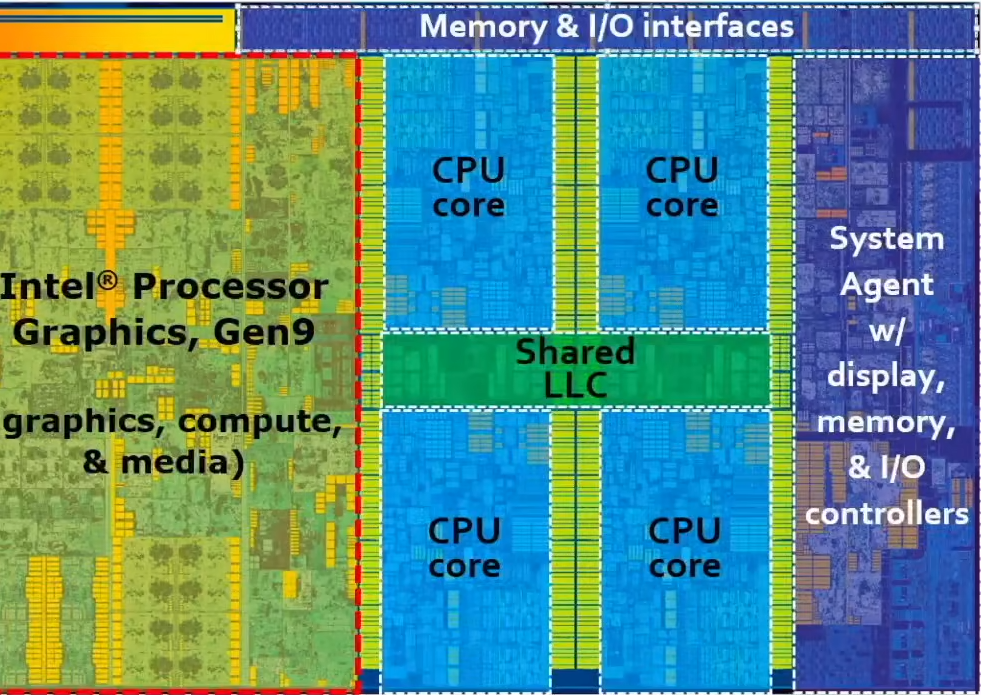 Memory & I/O interfaces
CPU
core
CPU
core
Intel® Processor
Graphics, Gen9
graphics, compute,
& media)
Shared
LLC
System
Agent
w/
display,
memory,
& I/O
controllers
CPU
core
CPU
core